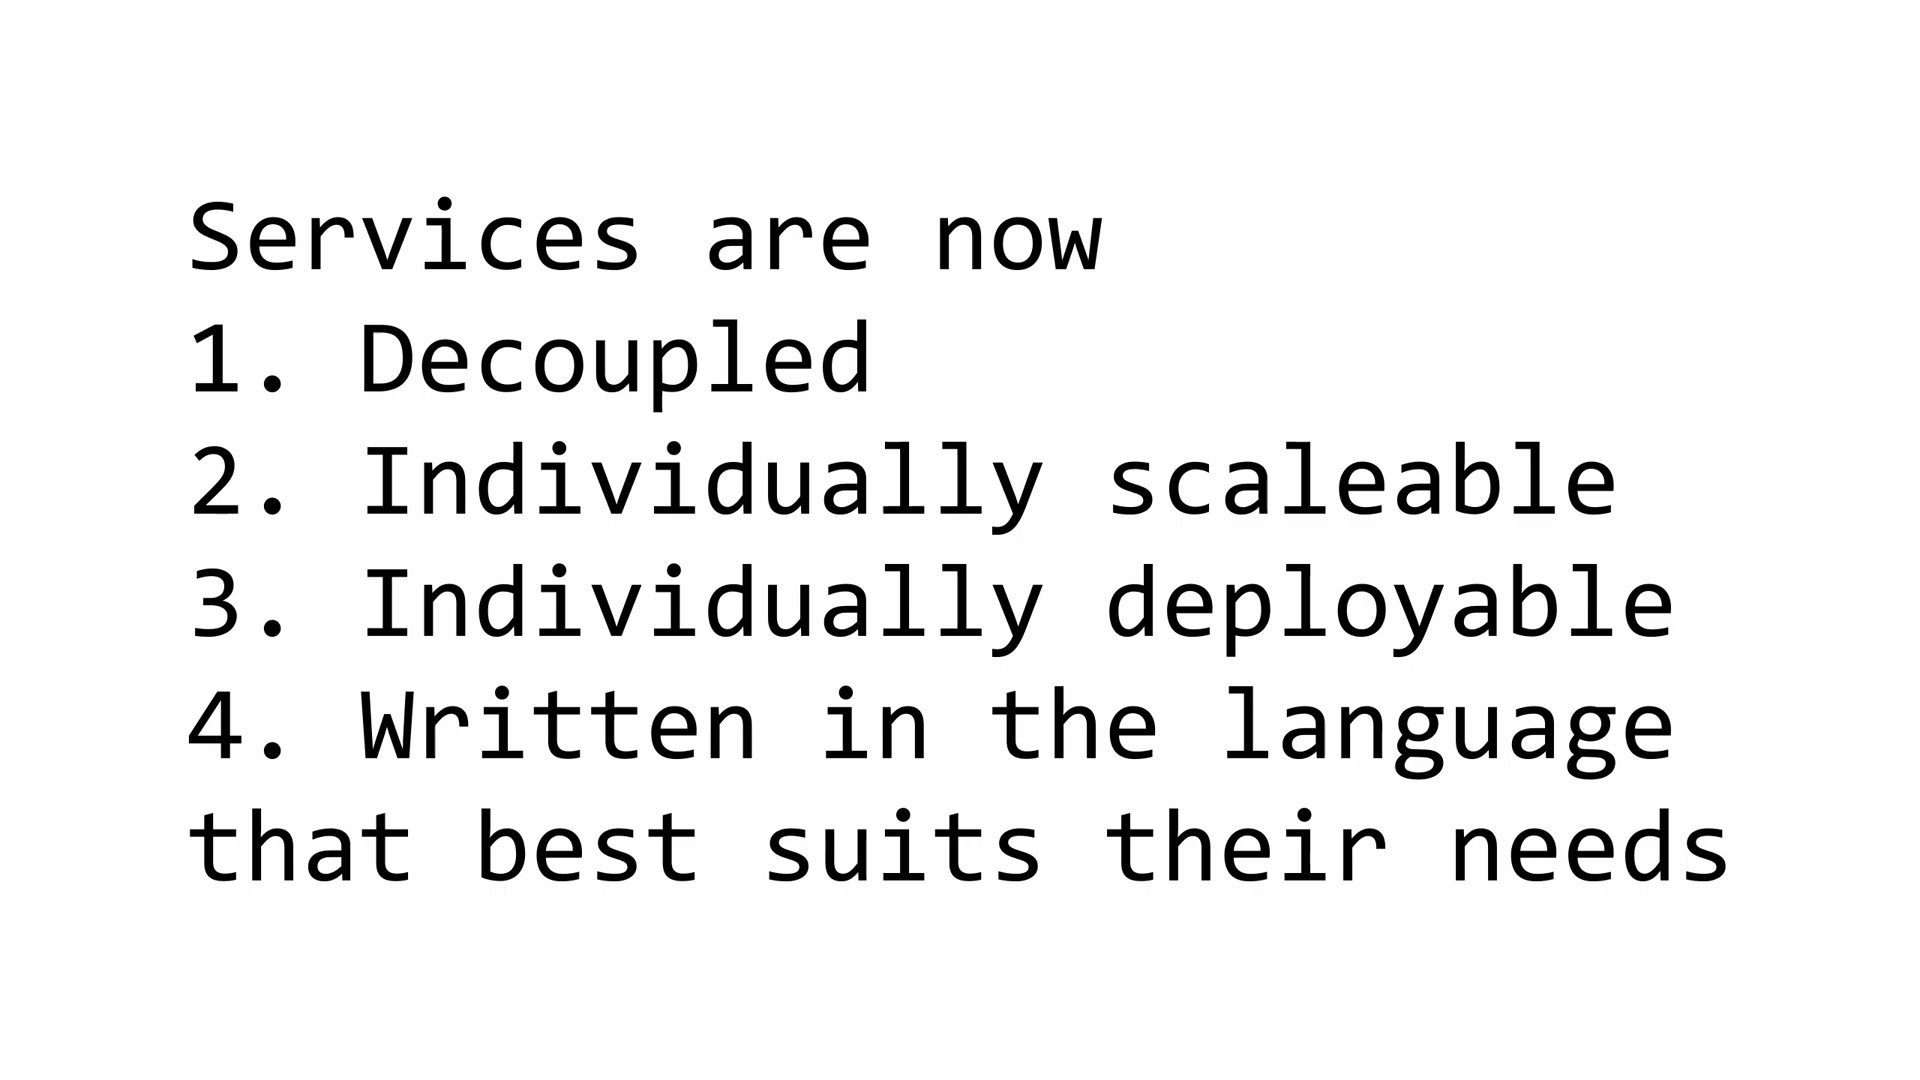 Services are now
1. Decoupled
2. Individually scaleable
3. Individually deployable
4. Written in the language
that best suits their needs